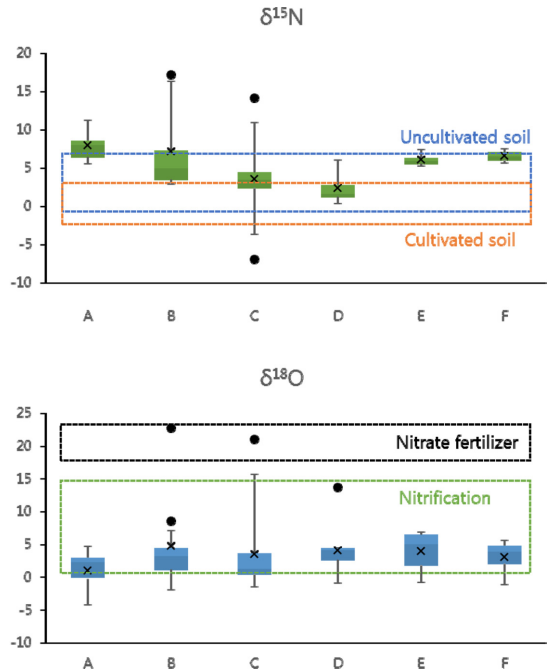 δ¹⁵N
20
15
10
5
0
-5
-10
Uncultivated soil
Cultivated soil
A B C D E F
δ¹⁸O
25
20
15
10
5
0
-5
-10
Nitrate fertilizer
Nitrification
A B C D E F